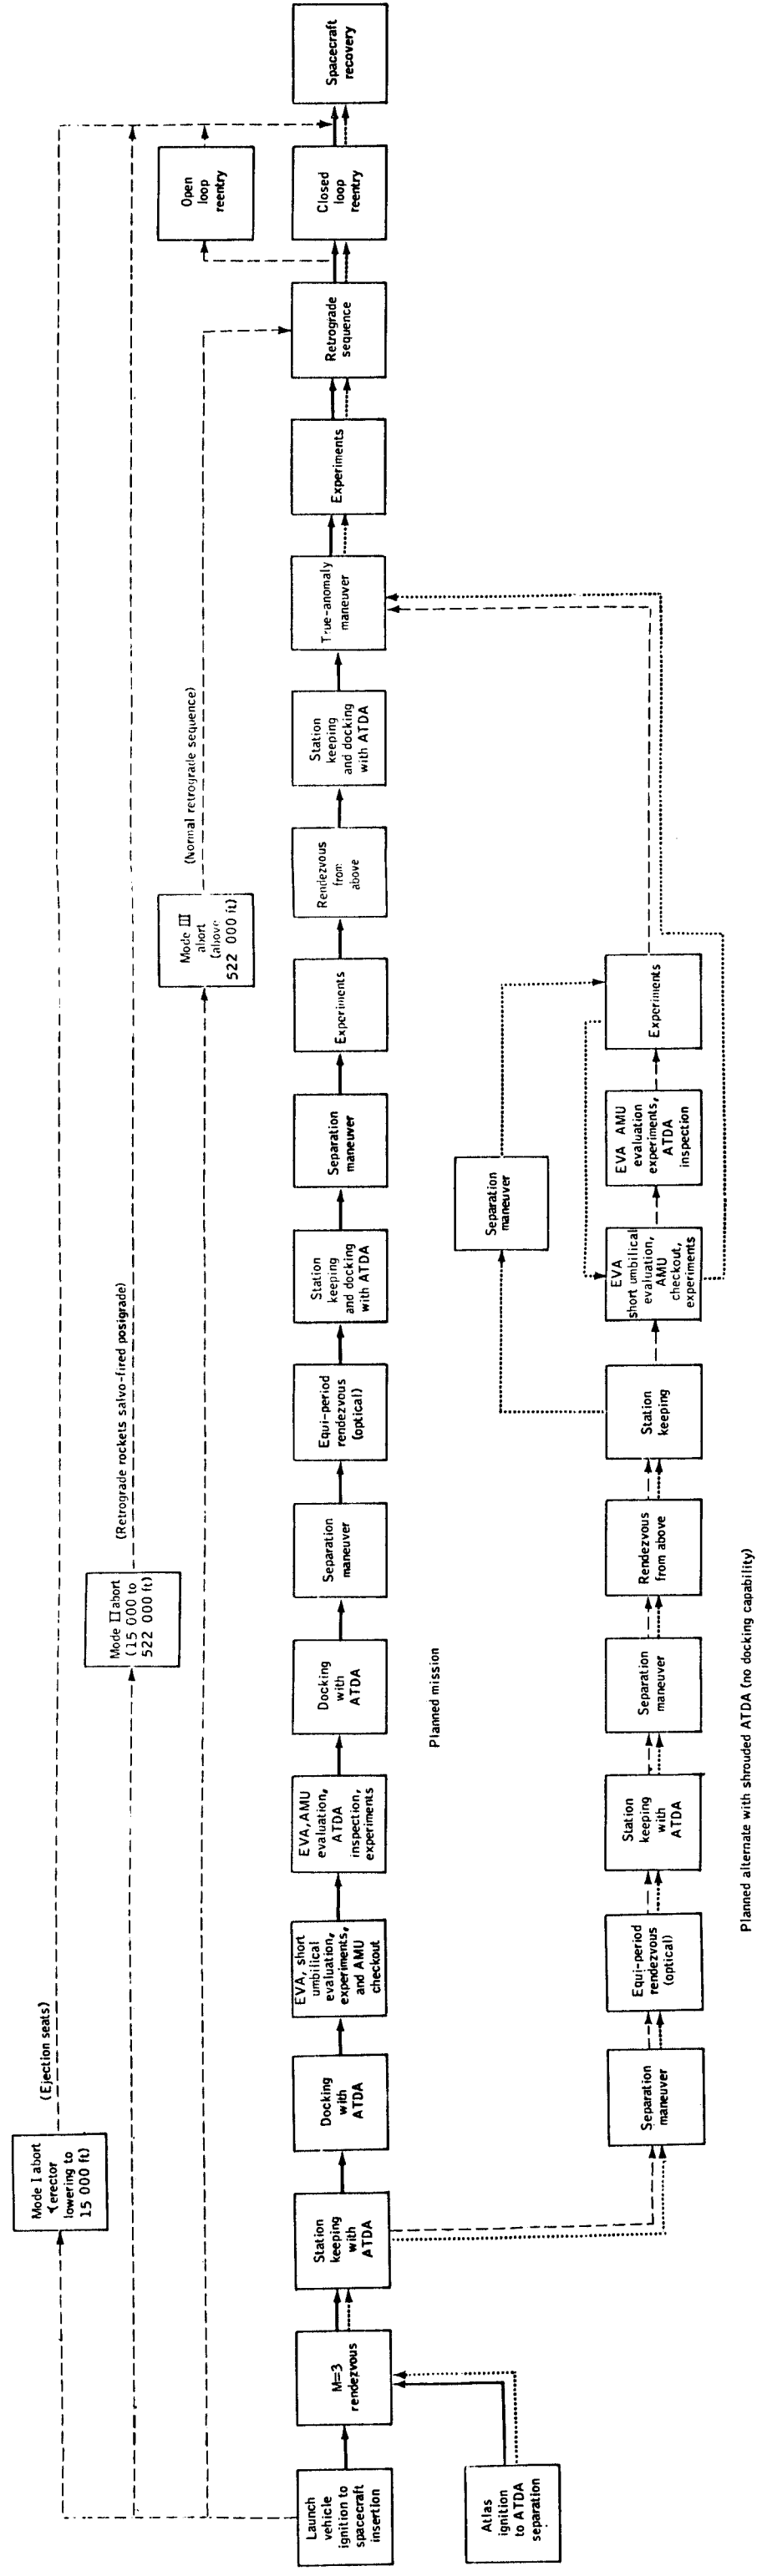 Mode I abort
(erector
lowering to
15 000 ft)
(Ejection seats)
Mode II abort
(15 000 to
522 000 ft)
(Retrograde rockets salvo-fired posigrade)
Mode III
abort
(above
522 000 ft)
(Normal retrograde sequence)
Open
loop
reentry
Launch
vehicle
ignition to
spacecraft
insertion
M=3
rendezvous
Station
keeping
with
ATDA
Docking
with
ATDA
EVA, short
umbilical
evaluation,
experiments,
and AMU
checkout
EVA, AMU
evaluation,
ATDA
inspection,
experiments
Docking
with
ATDA
Separation
maneuver
Equi-period
rendezvous
(optical)
Station
keeping
and docking
with ATDA
Separation
maneuver
Experiments
Rendezvous
from
above
Station
keeping
and docking
with ATDA
True-anomaly
maneuver
Experiments
Retrograde
sequence
Closed
loop
reentry
Spacecraft
recovery
Planned mission
Atlas
ignition
to ATDA
separation
Separation
maneuver
Separation
maneuver
Equi-period
rendezvous
(optical)
Station
keeping
with
ATDA
Separation
maneuver
Rendezvous
from above
Station
keeping
EVA
short umbilical
evaluation,
AMU
checkout,
experiments
EVA AMU
evaluation
experiments,
ATDA
inspection
Experiments
Planned alternate with shrouded ATDA (no docking capability)